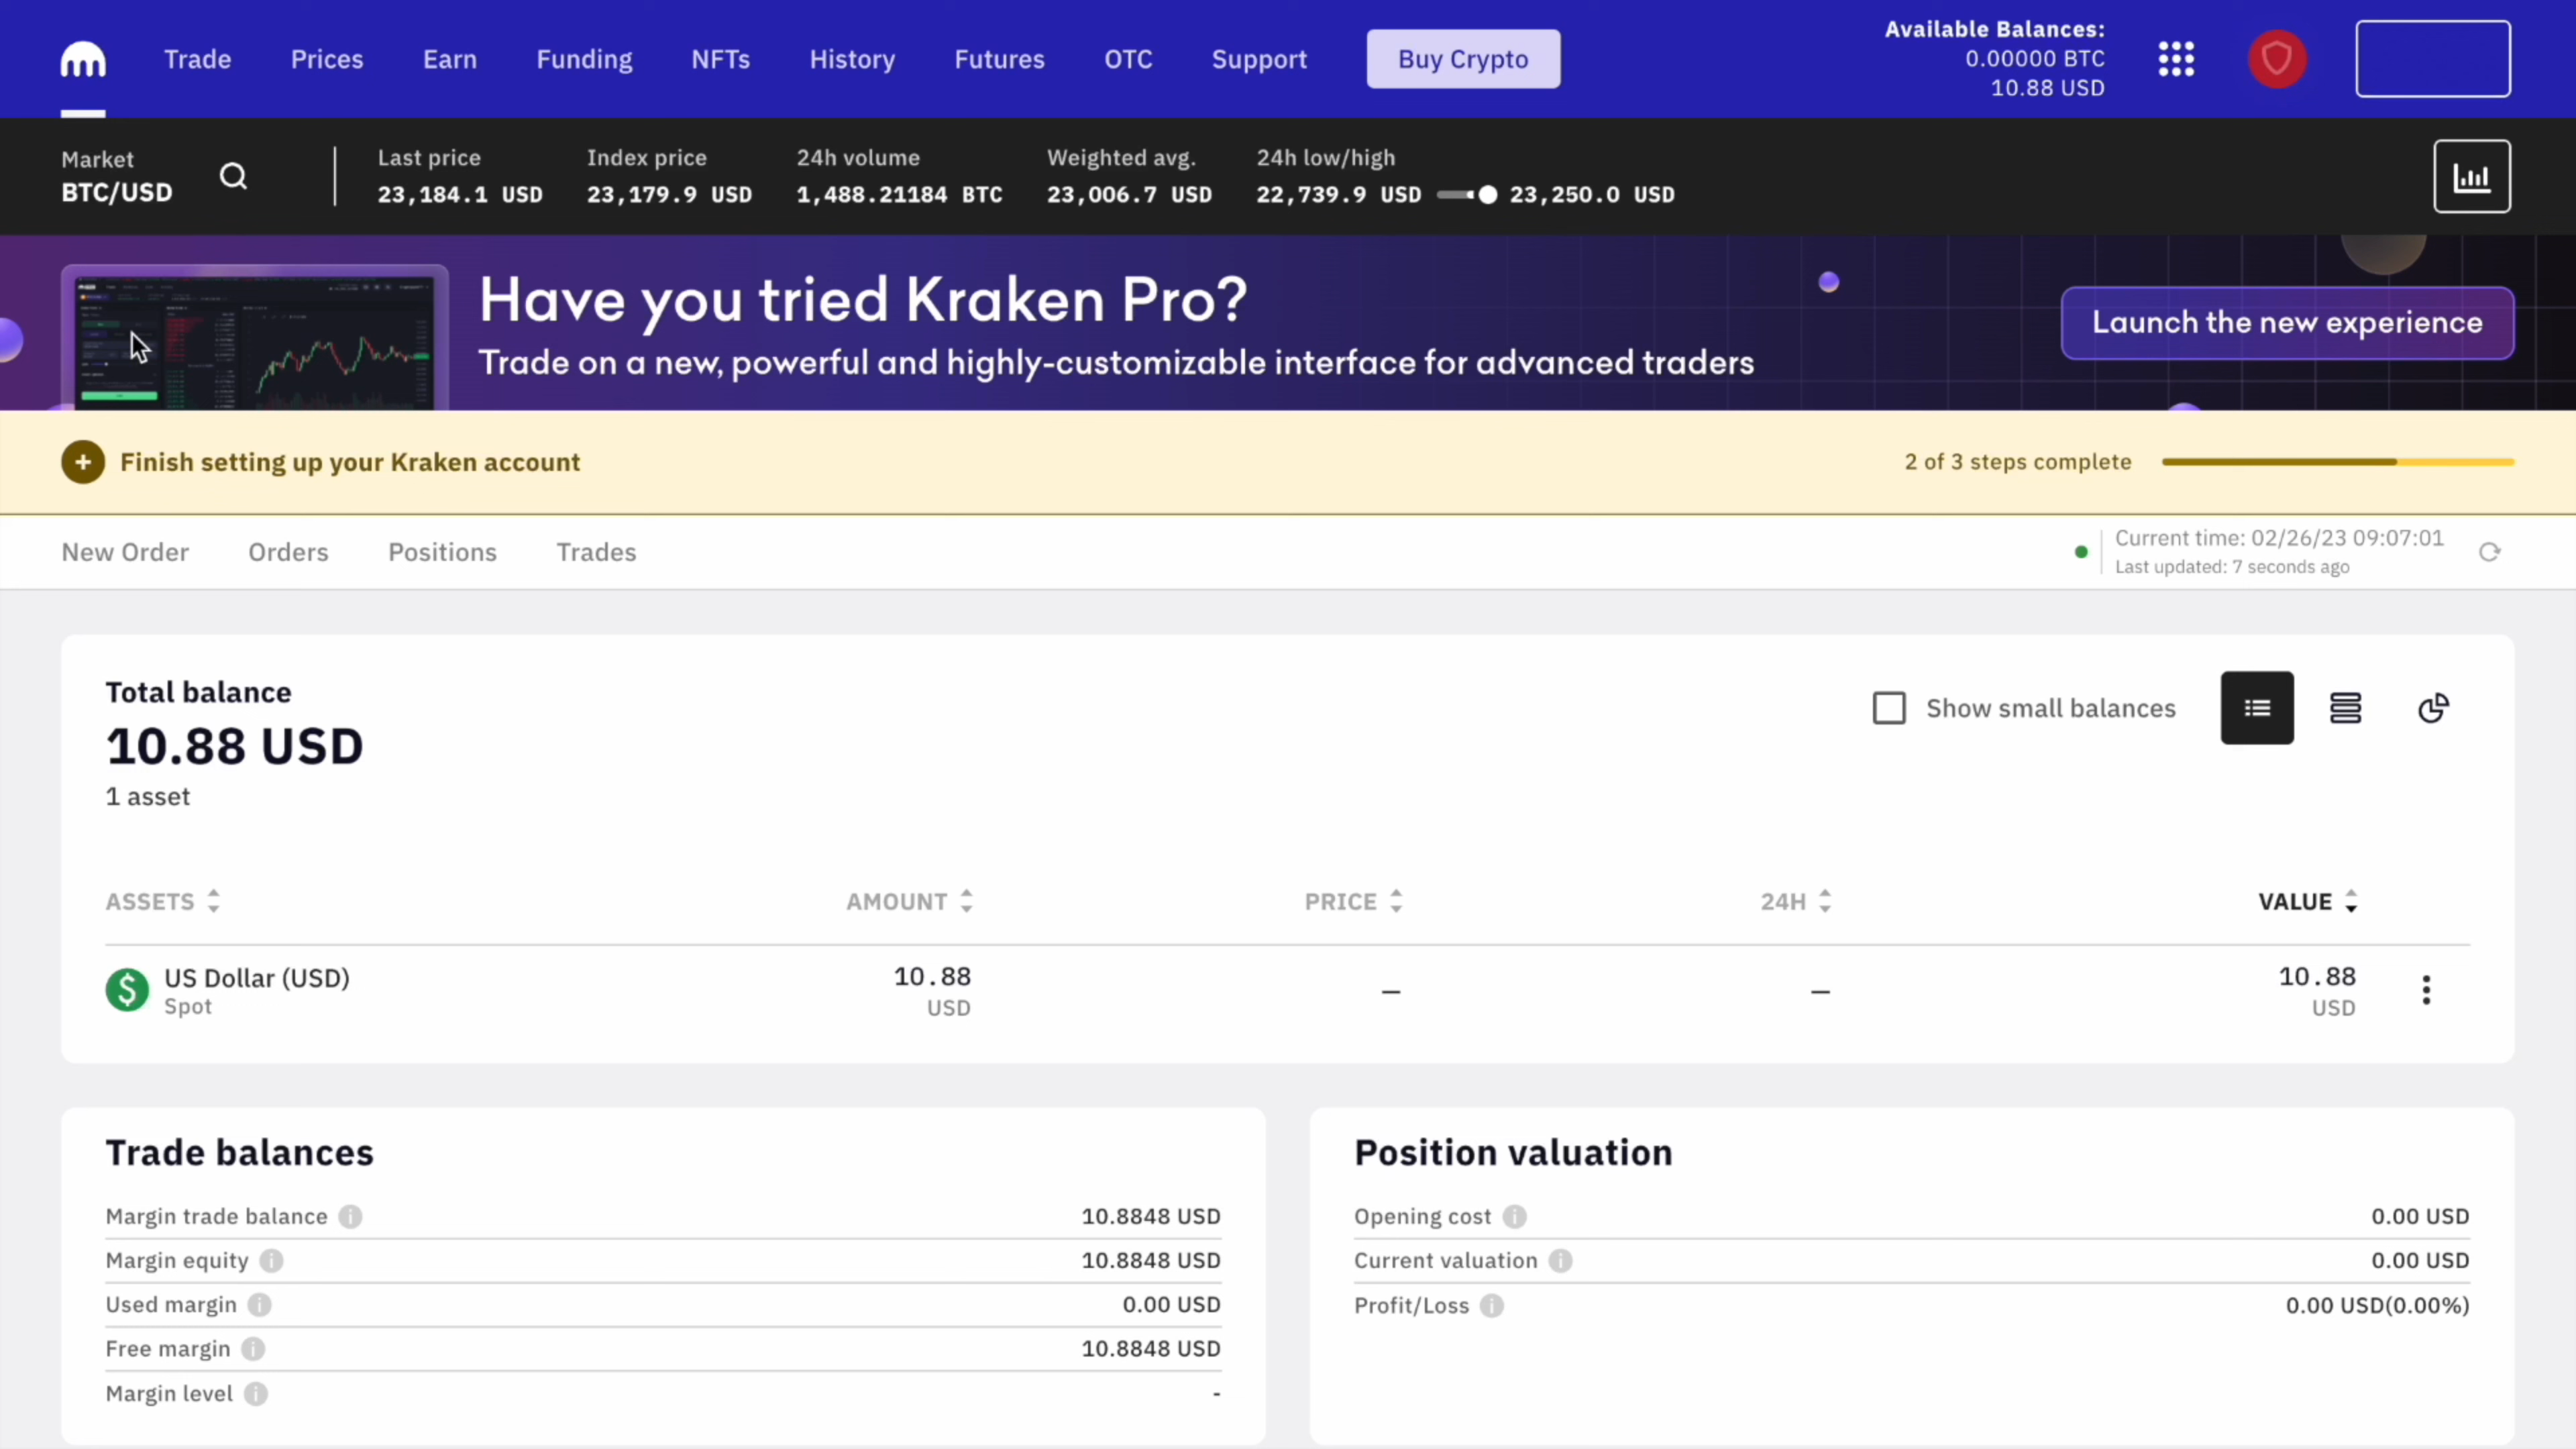 Trade Prices Earn Funding NFTs History Futures OTC Support Buy Crypto
Available Balances:
0.00000 BTC
10.88 USD
Market
BTC/USD
Last price
23,184.1 USD
Index price
23,179.9 USD
24h volume
1,488.21184 BTC
Weighted avg.
23,006.7 USD
24h low/high
22,739.9 USD 23,250.0 USD
Have you tried Kraken Pro?
Trade on a new, powerful and highly-customizable interface for advanced traders
Launch the new experience
Finish setting up your Kraken account
2 of 3 steps complete
New Order Orders Positions Trades
Current time: 02/26/23 09:07:01
Last updated: 7 seconds ago
Total balance
10.88 USD
1 asset
Show small balances
ASSETS AMOUNT PRICE 24H VALUE
US Dollar (USD)
Spot
10.88
USD
–
–
10.88
USD
Trade balances
Margin trade balance 10.8848 USD
Margin equity 10.8848 USD
Used margin 0.00 USD
Free margin 10.8848 USD
Margin level -
Position valuation
Opening cost 0.00 USD
Current valuation 0.00 USD
Profit/Loss 0.00 USD(0.00%)